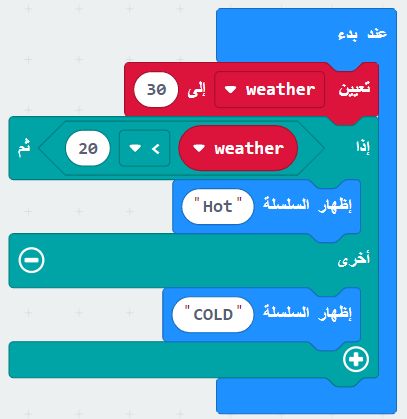 عند بدء
تعيين weather إلى 30
إذا weather < 20 ثم
إظهار السلسلة "Hot"
أخرى
إظهار السلسلة "COLD"